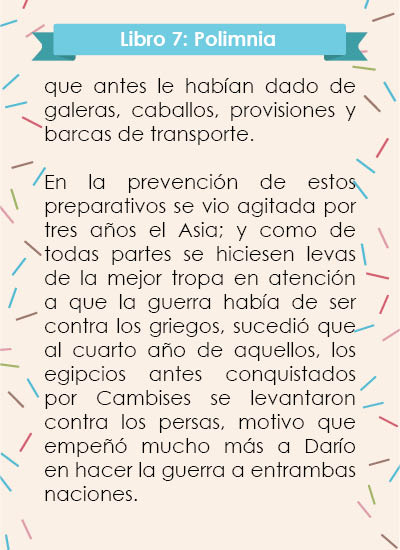 Libro 7: Polimnia
que antes le habían dado de
galeras, caballos, provisiones y
barcas de transporte.
En la prevención de estos
preparativos se vio agitada por
tres años el Asia; y como de
todas partes se hiciesen levas
de la mejor tropa en atención
a que la guerra había de ser
contra los griegos, sucedió que
al cuarto año de aquellos, los
egipcios antes conquistados
por Cambises se levantaron
contra los persas, motivo que
empeñó mucho más a Darío
en hacer la guerra a entrambas
naciones.